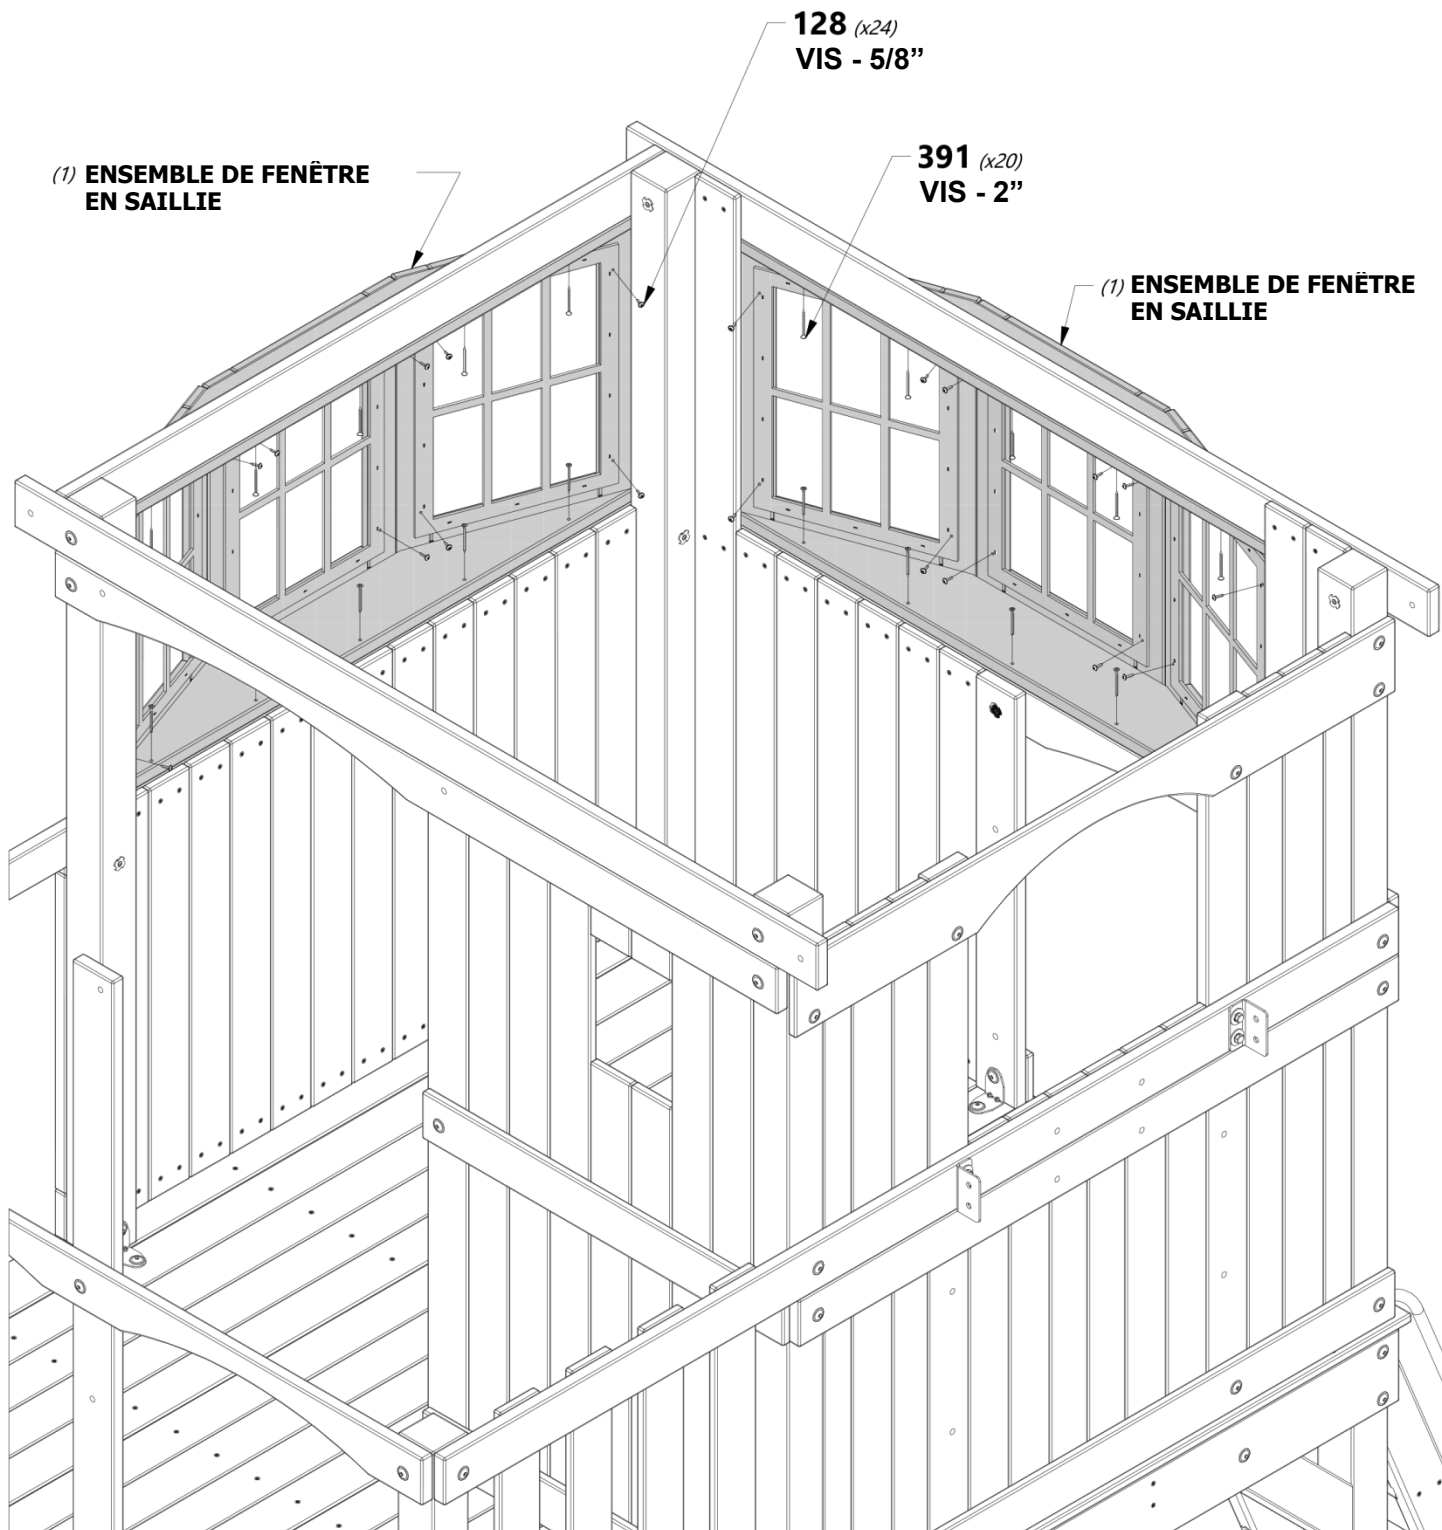 128 (x24)
VIS - 5/8”
391 (x20)
VIS - 2”
(1) ENSEMBLE DE FENÊTRE
EN SAILLIE
(1) ENSEMBLE DE FENÊTRE
EN SAILLIE